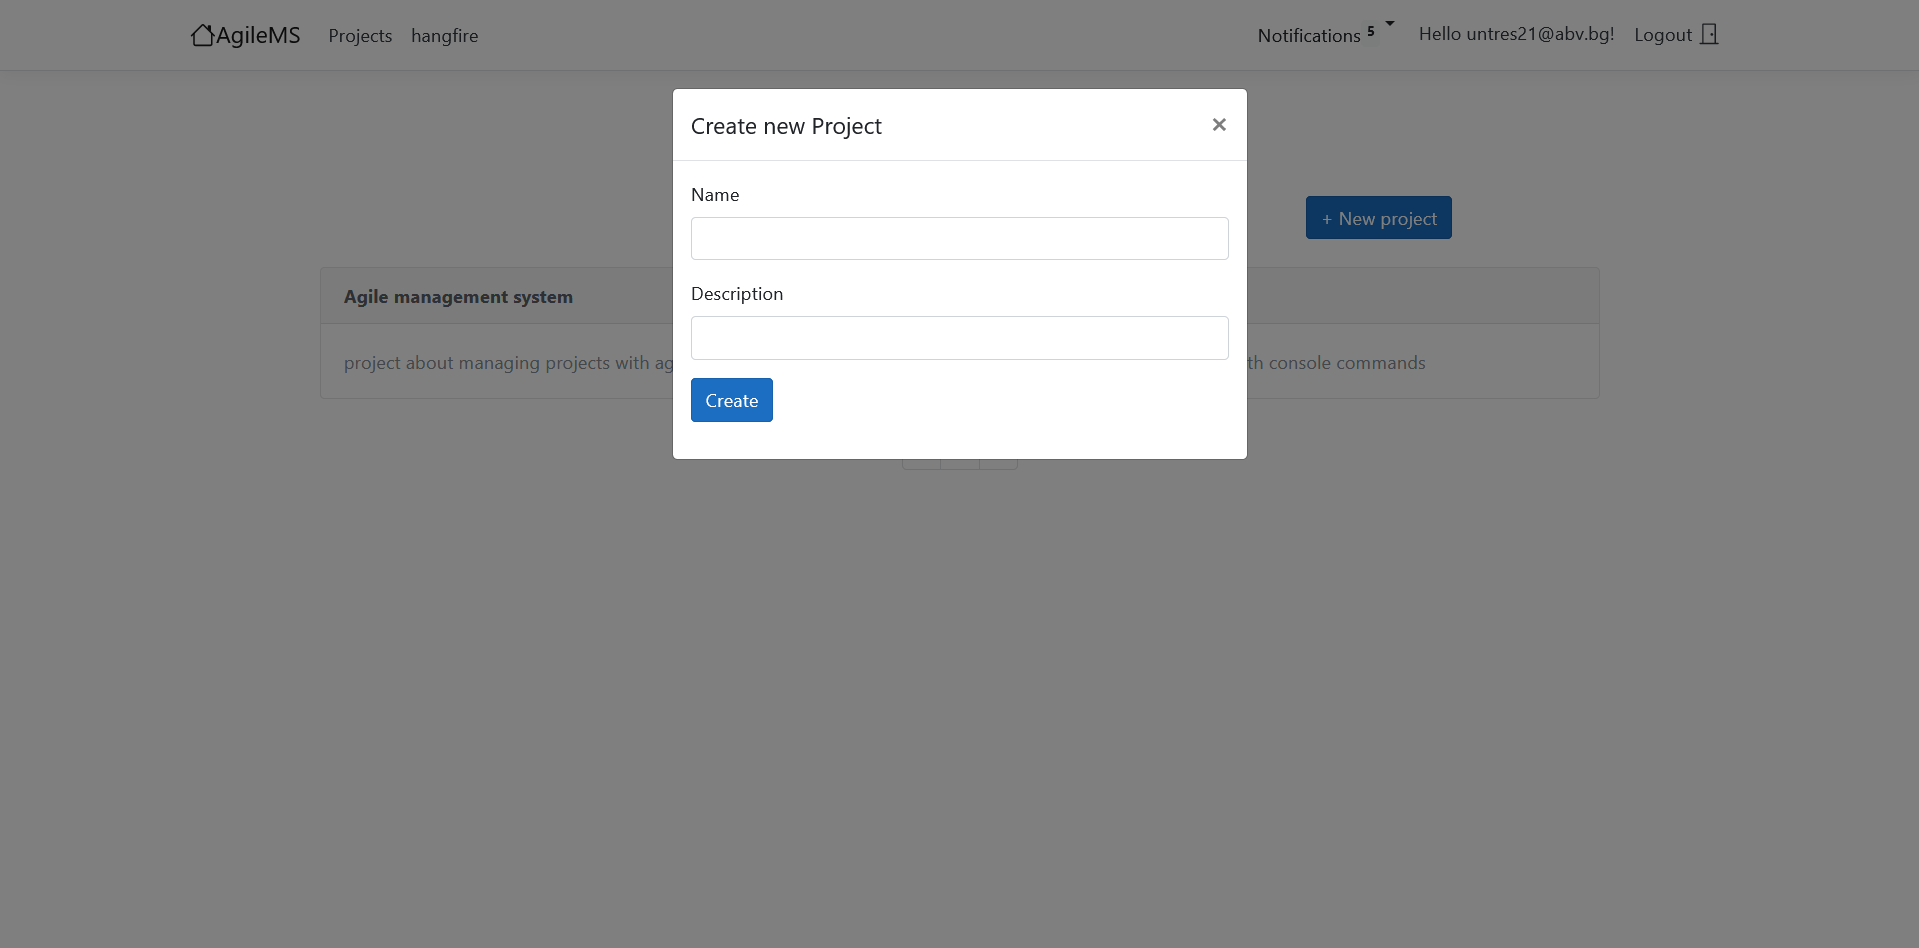 AgileMS Projects hangfire Notifications 5 Hello untres21@abv.bg! Logout
Create new Project ×
Name
+ New project
Description
Agile management system
project about managing projects with ag
th console commands
Create